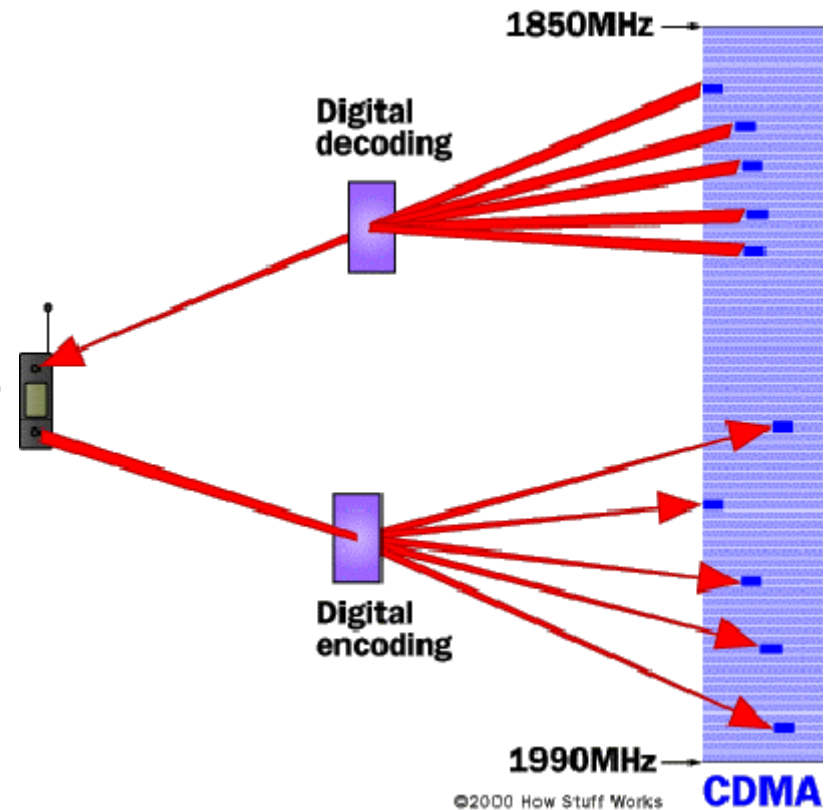 1850MHz
Digital
decoding
Digital
encoding
1990MHz
©2000 How Stuff Works
CDMA